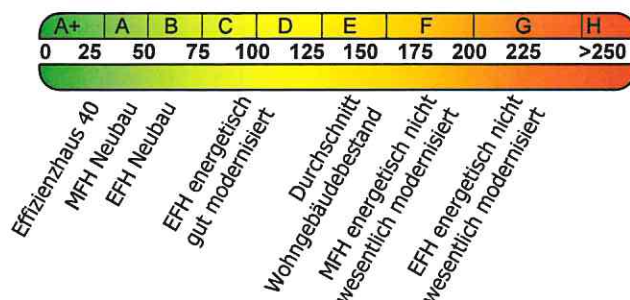 A+ A B C D E F G H
0 25 50 75 100 125 150 175 200 225 >250
Effizienzhaus 40
MFH Neubau
EFH Neubau
EFH energetisch
gut modernisiert
Durchschnitt
Wohngebäudebestand
MFH energetisch nicht
wesentlich modernisiert
EFH energetisch nicht
wesentlich modernisiert